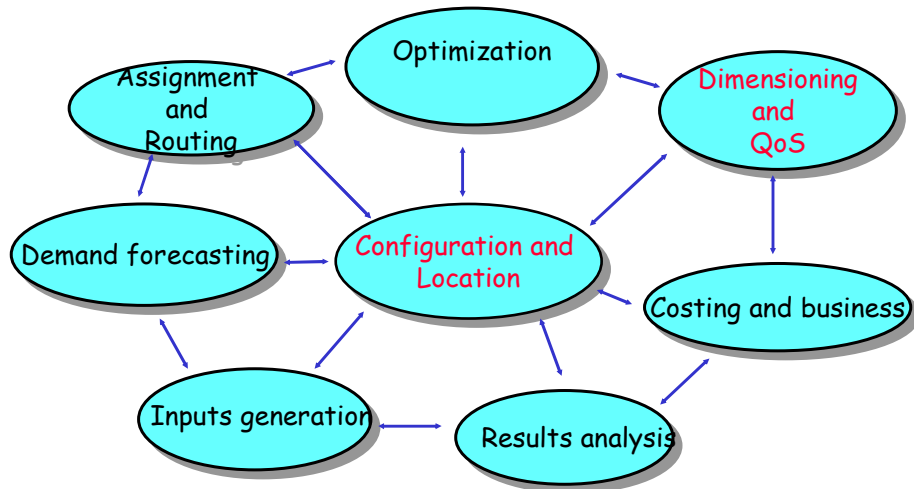 Optimization
Assignment
and
Routing
Dimensioning
and
QoS
Demand forecasting
Configuration and
Location
Costing and business
Inputs generation
Results analysis